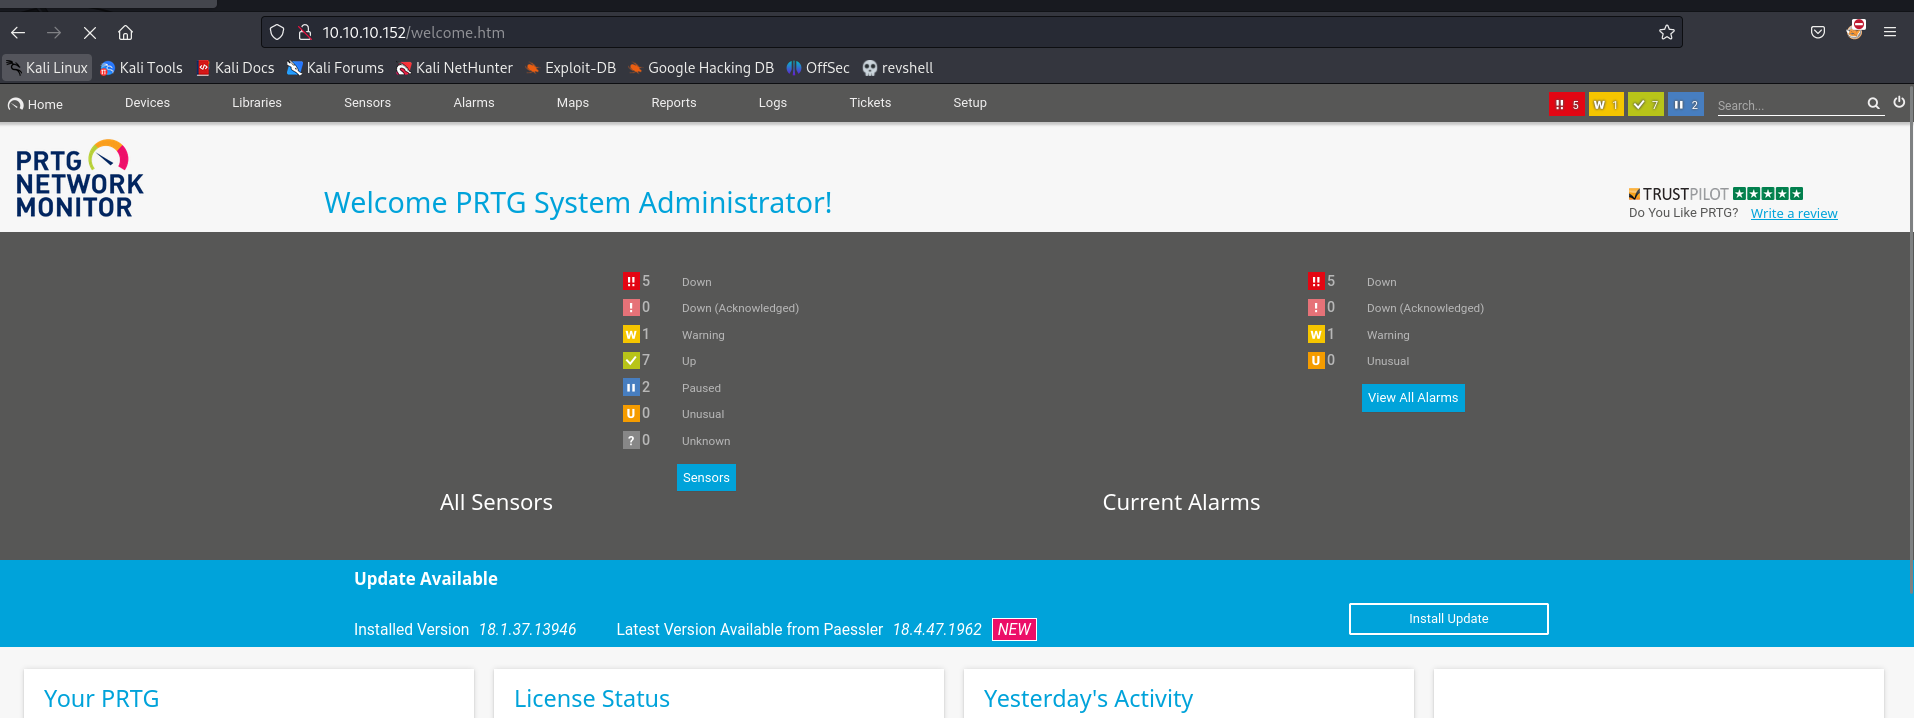 10.10.10.152/welcome.htm
Kali Linux Kali Tools Kali Docs Kali Forums Kali NetHunter Exploit-DB Google Hacking DB OffSec revshell
Home Devices Libraries Sensors Alarms Maps Reports Logs Tickets Setup !! 5 W 1 7 2 Search...
PRTG
NETWORK
MONITOR
Welcome PRTG System Administrator!
TRUSTPILOT
Do You Like PRTG? Write a review
!! 5 Down
! 0 Down (Acknowledged)
W 1 Warning
7 Up
2 Paused
U 0 Unusual
? 0 Unknown
Sensors
All Sensors
!! 5 Down
! 0 Down (Acknowledged)
W 1 Warning
U 0 Unusual
View All Alarms
Current Alarms
Update Available
Installed Version 18.1.37.13946 Latest Version Available from Paessler 18.4.47.1962 NEW
Install Update
Your PRTG
License Status
Yesterday's Activity